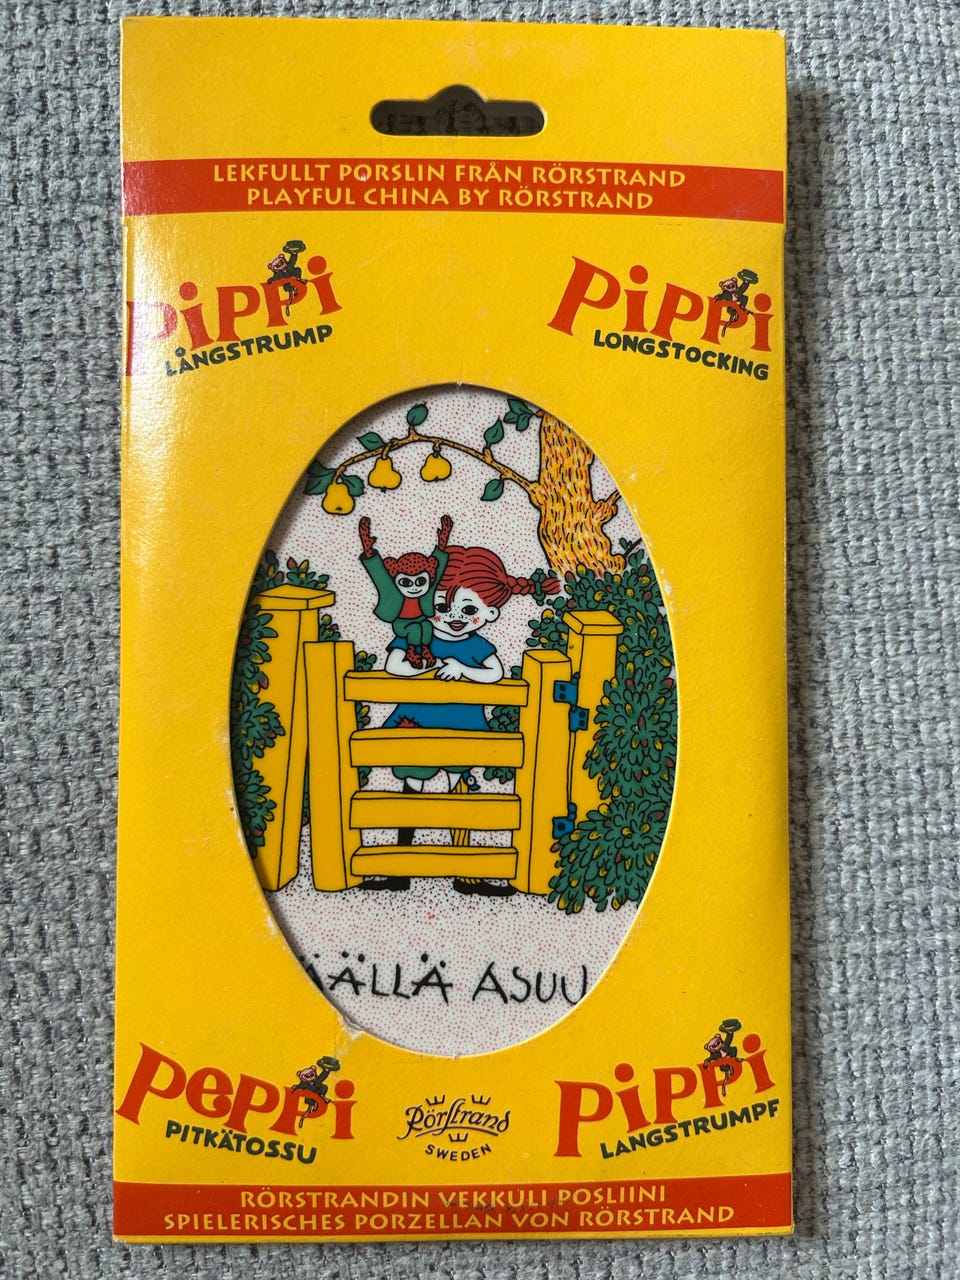 LEKFULLT PORSLIN FRÅN RÖRSTRAND
PLAYFUL CHINA BY RÖRSTRAND
Pippi
LÅNGSTRUMP
Pippi
LONGSTOCKING
ÄÄLLÄ ASUU
Peppi
PITKÄTOSSU
Rörstrand
SWEDEN
Pippi
LANGSTRUMPF
RÖRSTRANDIN VEKKULI POSLIINI
SPIELERISCHES PORZELLAN VON RÖRSTRAND